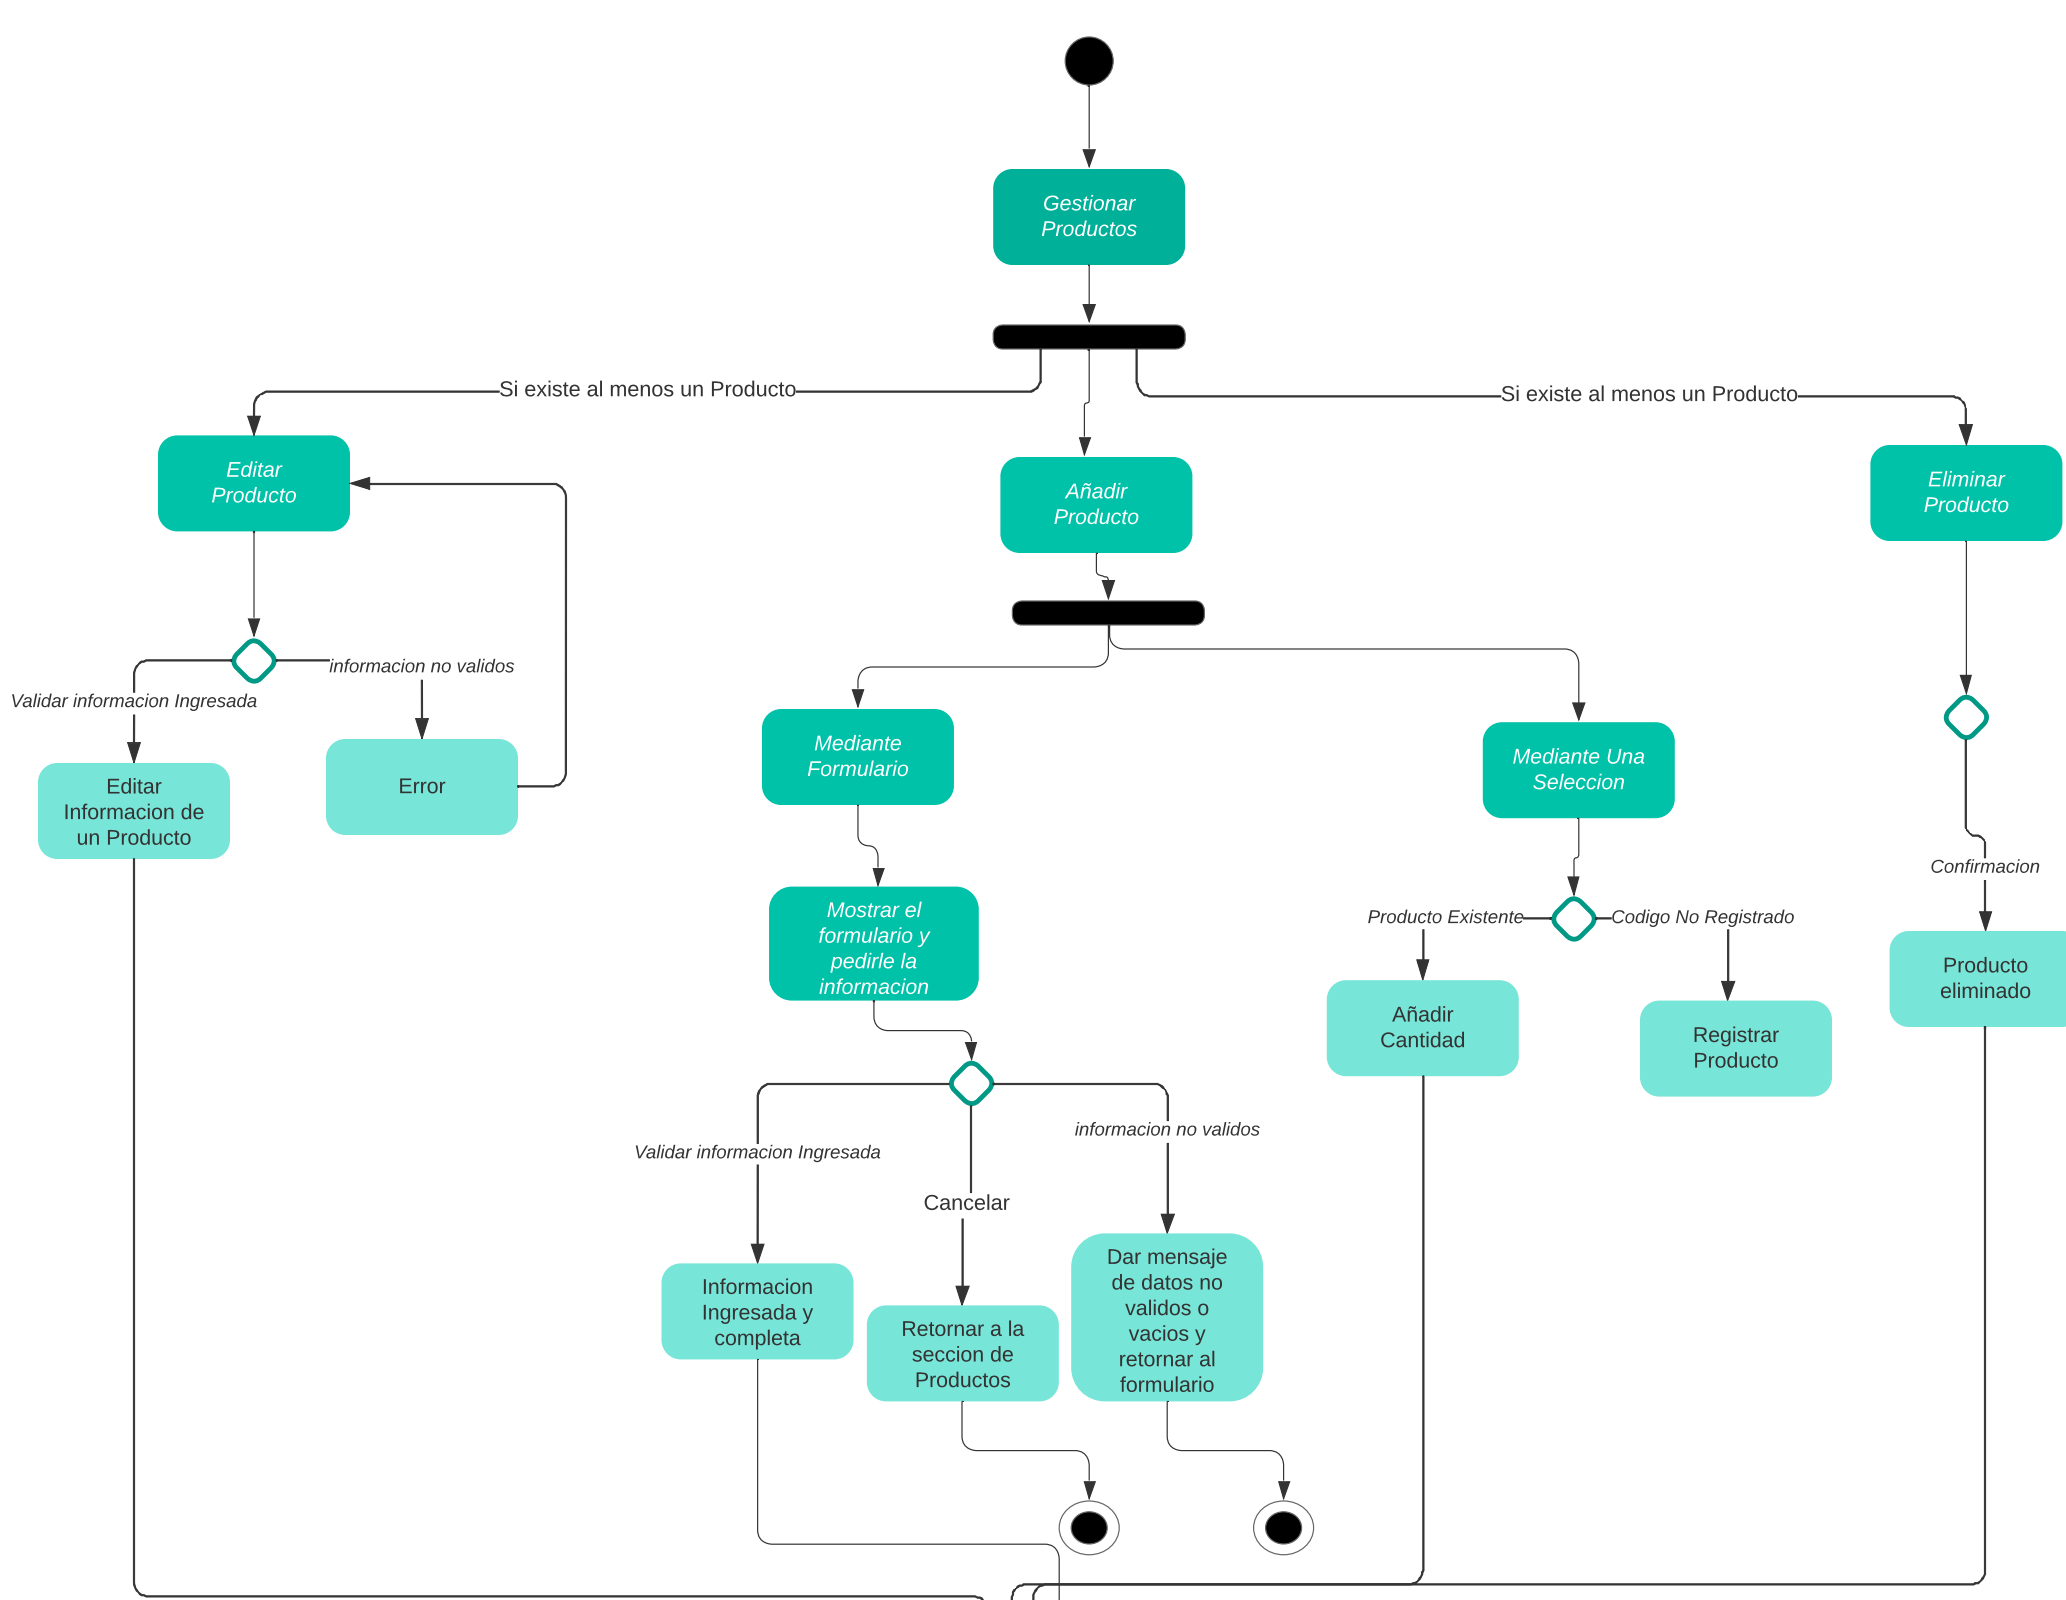 Gestionar
Productos
Si existe al menos un Producto
Si existe al menos un Producto
Editar
Producto
Añadir
Producto
Eliminar
Producto
informacion no validos
Validar informacion Ingresada
Editar
Informacion de
un Producto
Error
Mediante
Formulario
Mediante Una
Seleccion
Mostrar el
formulario y
pedirle la
informacion
Producto Existente
Codigo No Registrado
Confirmacion
Añadir
Cantidad
Registrar
Producto
Producto
eliminado
Validar informacion Ingresada
Cancelar
informacion no validos
Informacion
Ingresada y
completa
Retornar a la
seccion de
Productos
Dar mensaje
de datos no
validos o
vacios y
retornar al
formulario